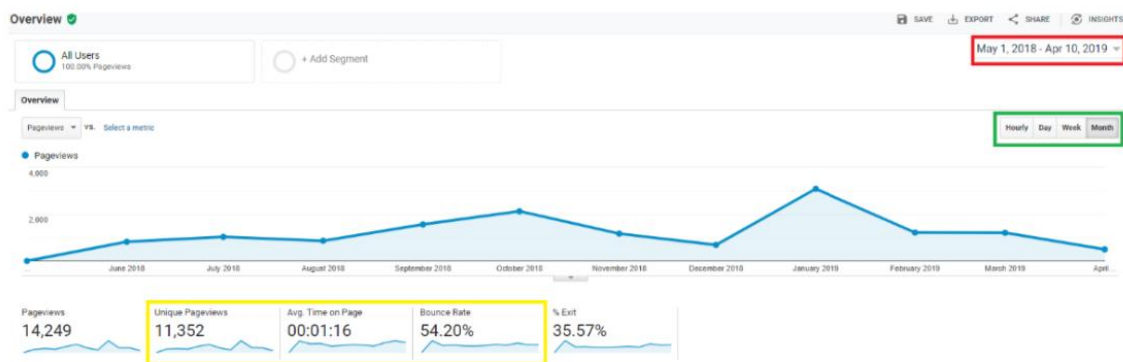 Overview
SAVE EXPORT SHARE INSIGHTS
All Users
100.00% Pageviews
+ Add Segment
May 1, 2018 - Apr 10, 2019
Overview
Pageviews VS. Select a metric
Hourly Day Week Month
Pageviews
4,000
2,000
... June 2018 July 2018 August 2018 September 2018 October 2018 November 2018 December 2018 January 2019 February 2019 March 2019 April ...
Pageviews Unique Pageviews Avg. Time on Page Bounce Rate % Exit
14,249 11,352 00:01:16 54.20% 35.57%